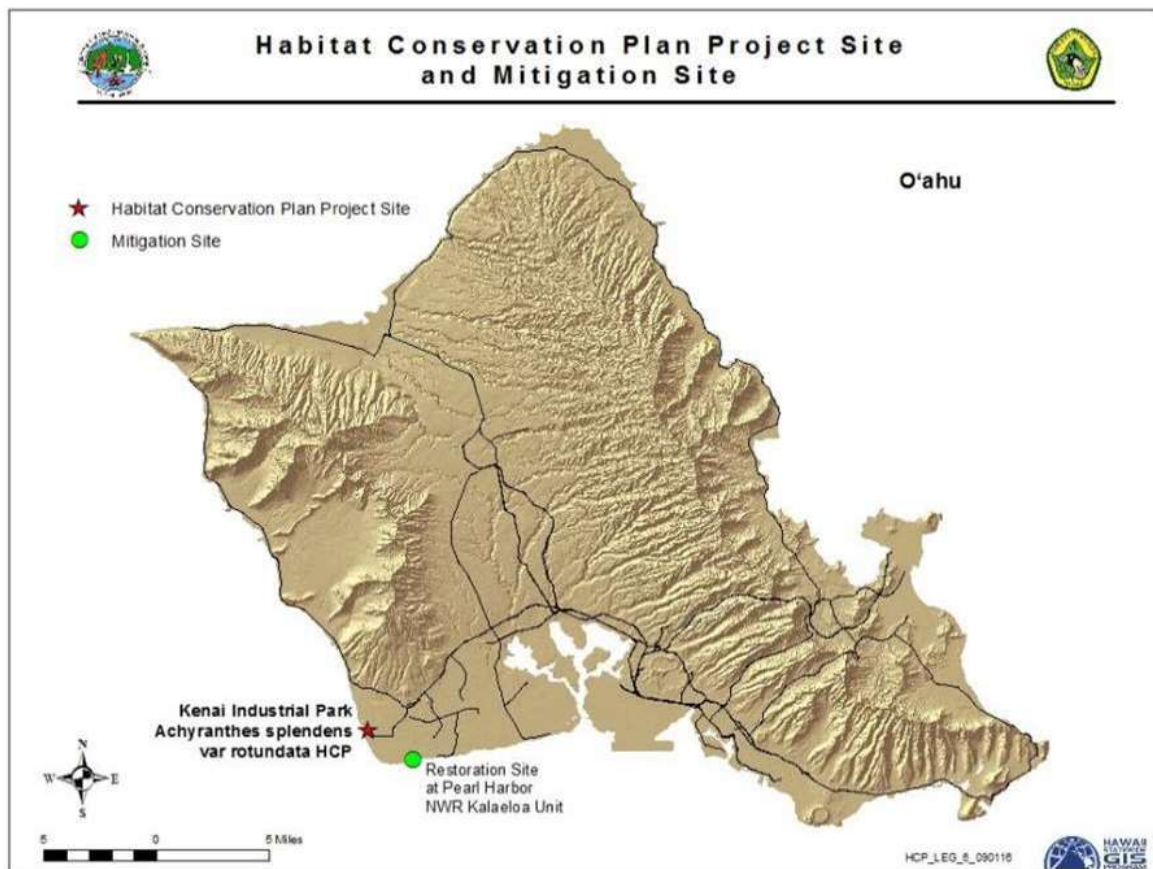 Habitat Conservation Plan Project Site
and Mitigation Site
O‘ahu
Habitat Conservation Plan Project Site
Mitigation Site
Kenai Industrial Park
Achyranthes splendens
var rotundata HCP
Restoration Site
at Pearl Harbor
NWR Kalaeloa Unit
N
W E
S
5 0 5 Miles
HCP_LEG_6_090116
HAWAII
STATEWIDE
GIS
PROGRAM